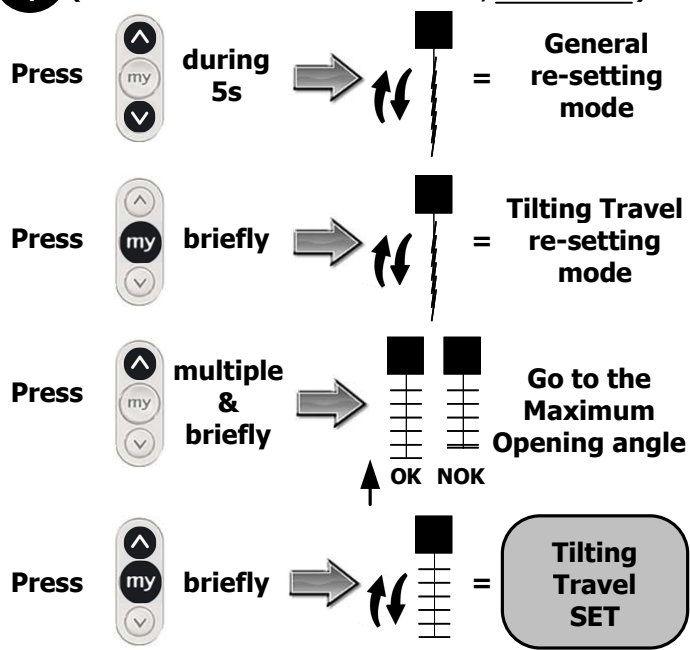 Press my during 5s = General re-setting mode
Press my briefly = Tilting Travel re-setting mode
Press my multiple & briefly Go to the Maximum Opening angle
OK NOK
Press my briefly = Tilting Travel SET